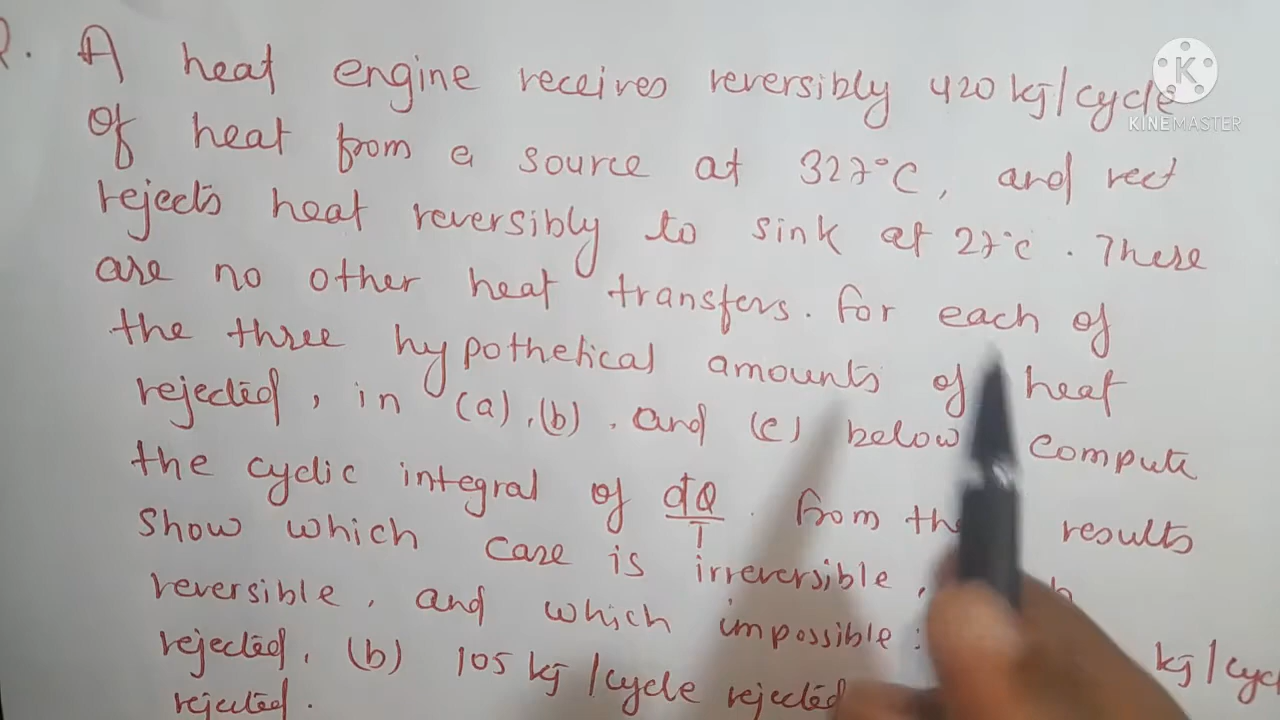 A heat engine receives reversibly 420 kj/cycle
of heat from a source at 327°C, and rect
rejects heat reversibly to sink at 27°c. There
are no other heat transfers. for each of
the three hypothetical amounts of heat
rejected, in (a), (b), and (c) below compute
the cyclic integral of dQ/T. from the results
show which case is irreversible,
reversible, and which impossible:
rejected. (b) 105 kj/cycle rejected kj/cycl
rejected.
KINEMASTER